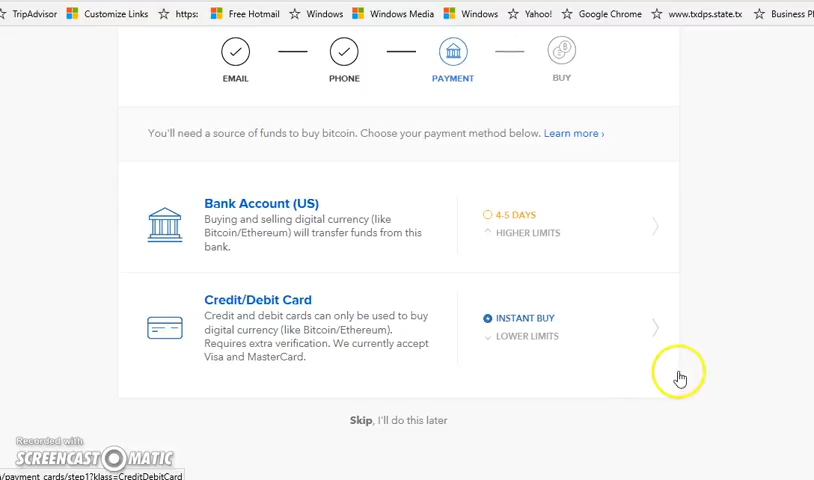 TripAdvisor Customize Links https: Free Hotmail Windows Windows Media Windows Yahoo! Google Chrome www.txdps.state.tx Business Pl
EMAIL PHONE PAYMENT BUY
You'll need a source of funds to buy bitcoin. Choose your payment method below. Learn more ›
Bank Account (US)
Buying and selling digital currency (like
Bitcoin/Ethereum) will transfer funds from this
bank.
4-5 DAYS
HIGHER LIMITS
Credit/Debit Card
Credit and debit cards can only be used to buy
digital currency (like Bitcoin/Ethereum).
Requires extra verification. We currently accept
Visa and MasterCard.
INSTANT BUY
LOWER LIMITS
Skip, I'll do this later
Recorded with
SCREENCAST MATIC
/payment_cards/step1?klass=CreditDebitCard